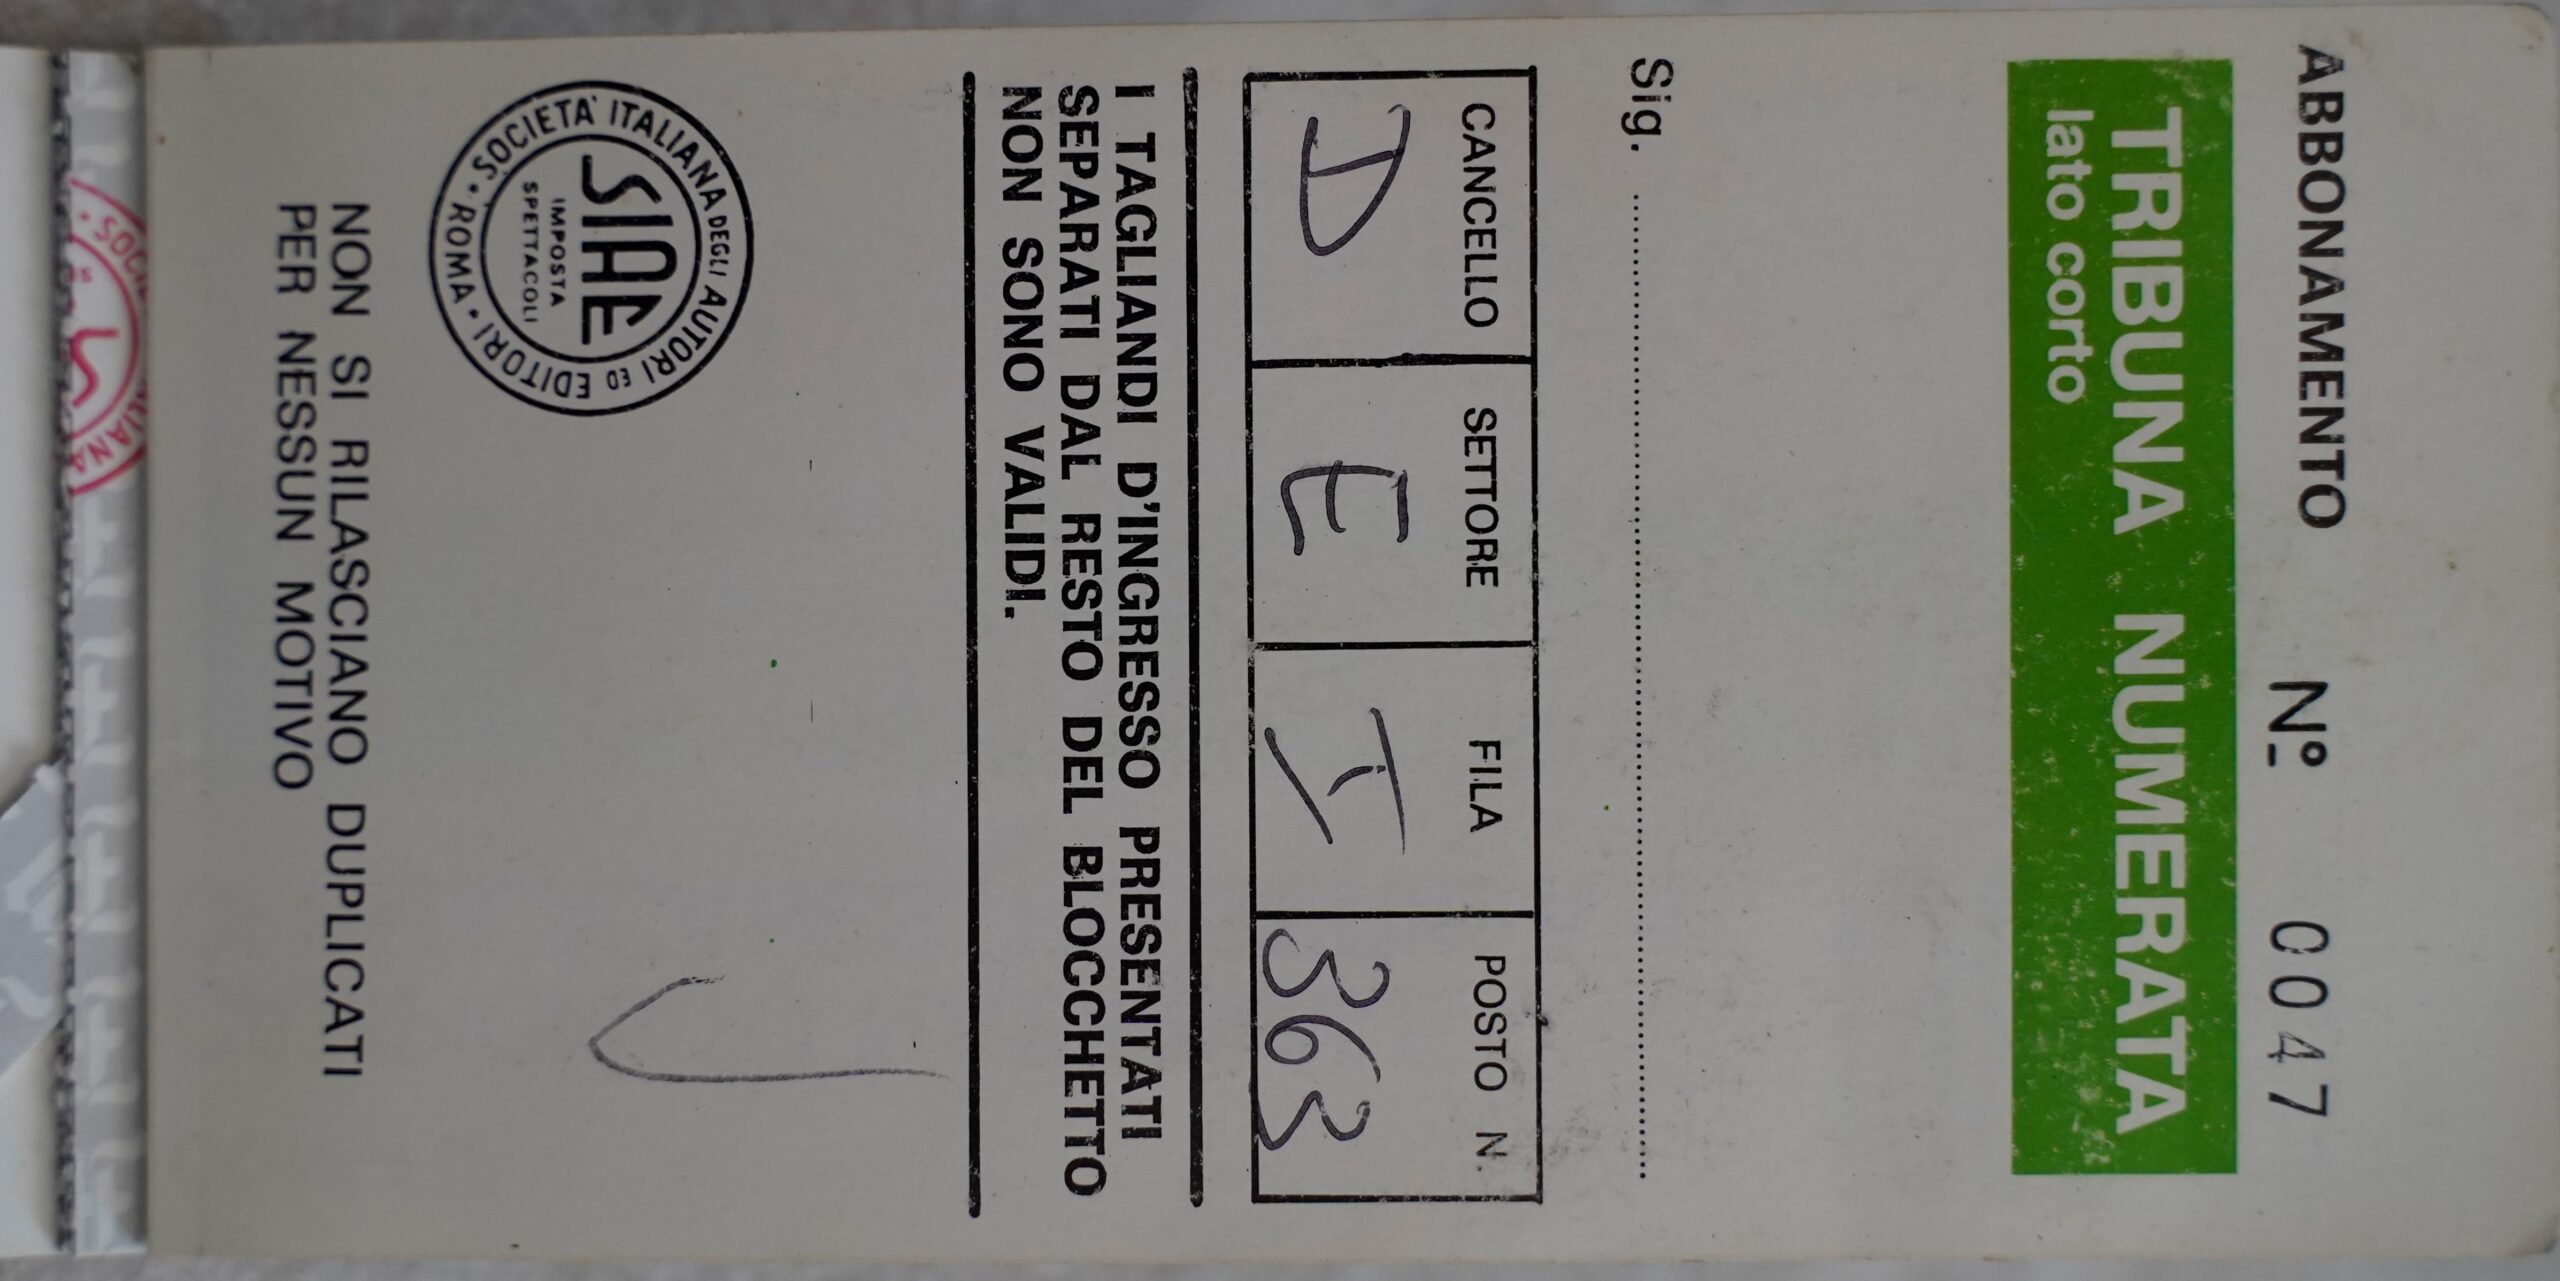 ABBONAMENTO Nº 0047
TRIBUNA NUMERATA
lato corto
Sig. ........................................
CANCELLO SETTORE FILA POSTO N.
D E I 363
I TAGLIANDI D'INGRESSO PRESENTATI
SEPARATI DAL RESTO DEL BLOCCHETTO
NON SONO VALIDI.
SOCIETA' ITALIANA DEGLI AUTORI ED EDITORI • ROMA •
SIAE
IMPOSTA
SPETTACOLI
NON SI RILASCIANO DUPLICATI
PER NESSUN MOTIVO